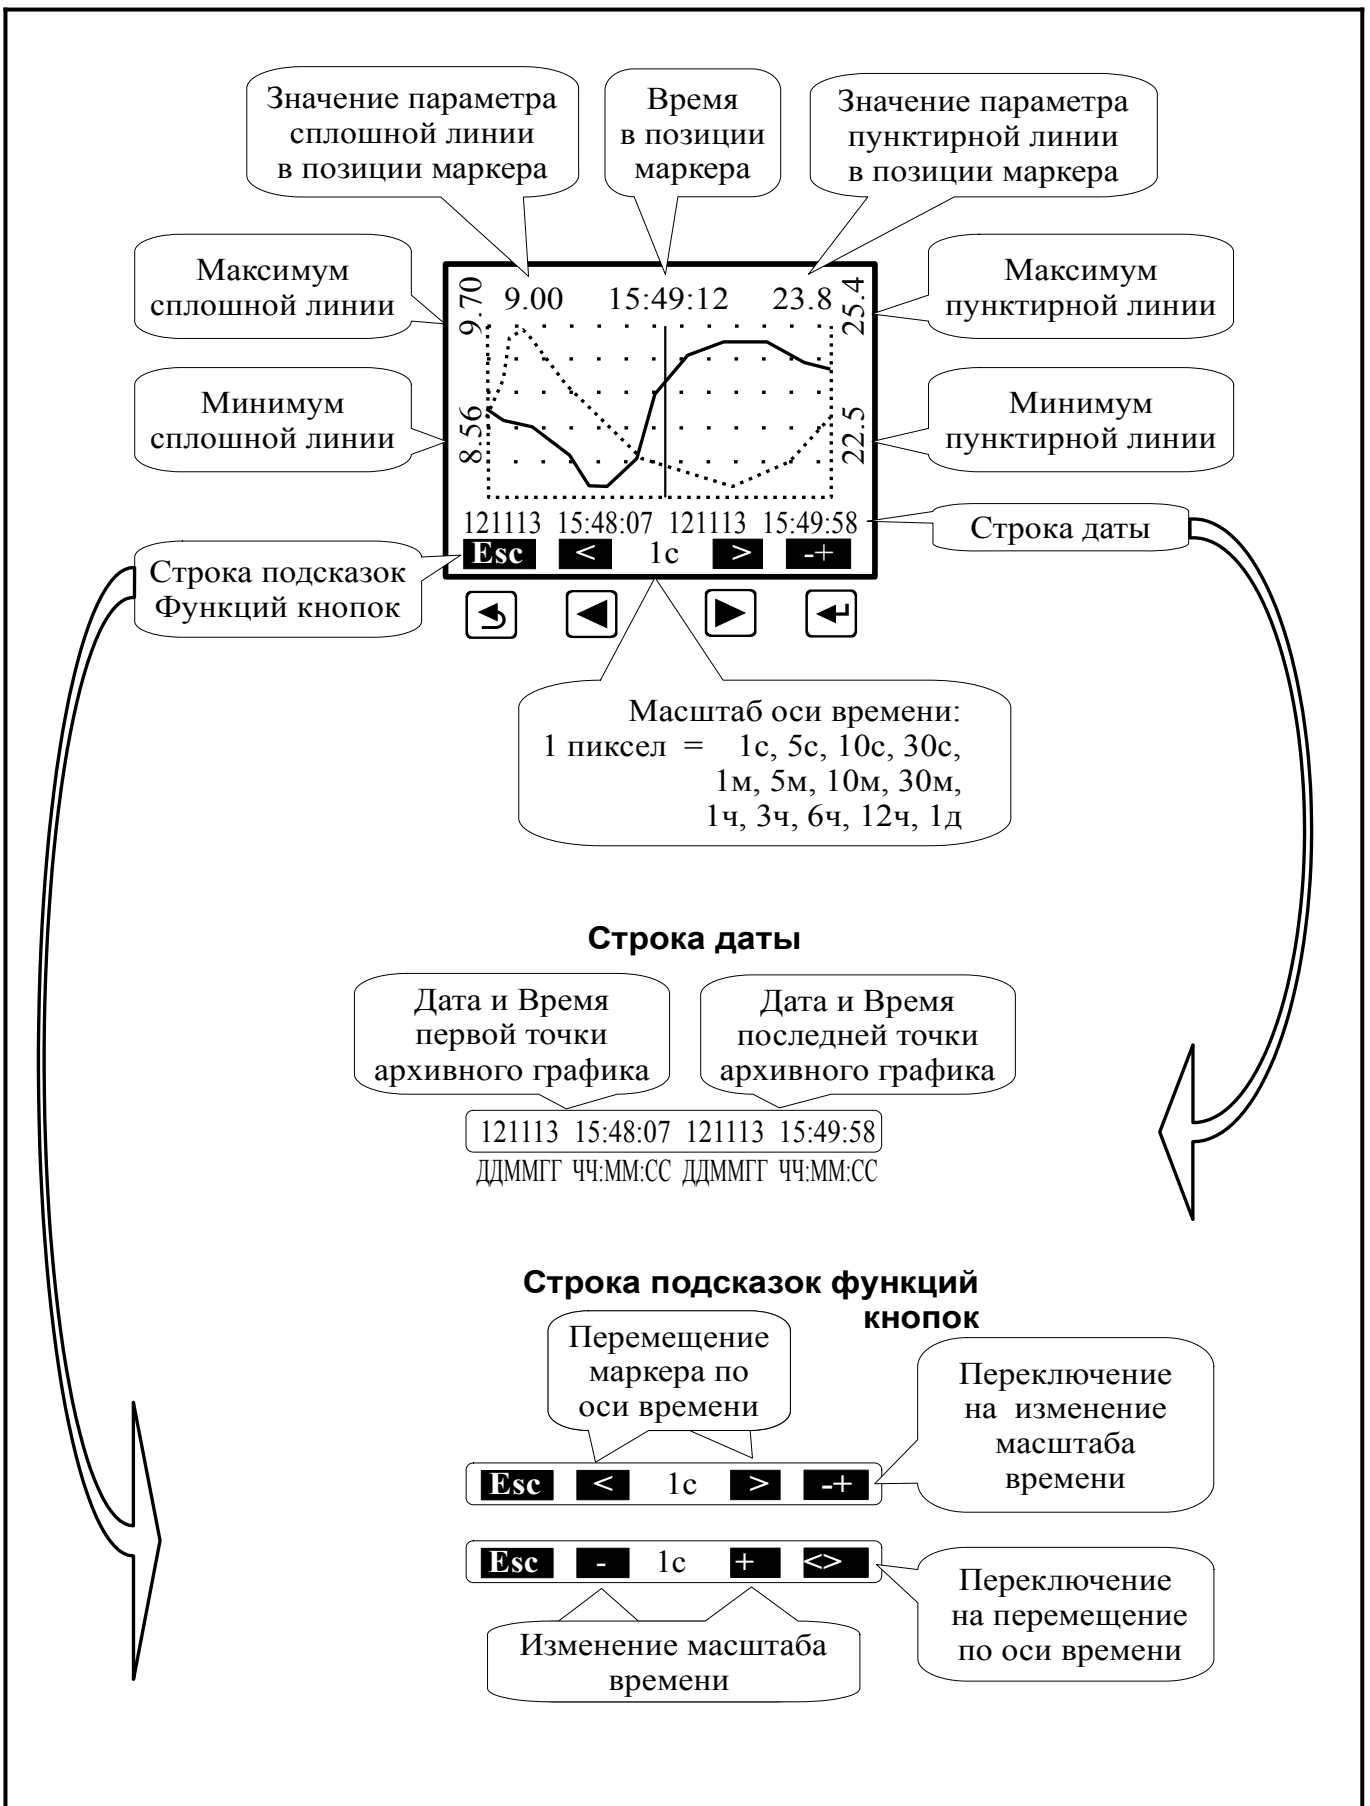 Значение параметра
сплошной линии
в позиции маркера
Время
в позиции
маркера
Значение параметра
пунктирной линии
в позиции маркера
Максимум
сплошной линии
Максимум
пунктирной линии
9.70
9.00 15:49:12 23.8
25.4
Минимум
сплошной линии
Минимум
пунктирной линии
8.56
22.5
121113 15:48:07 121113 15:49:58
Esc < 1с > -+
Строка даты
Строка подсказок
Функций кнопок
Масштаб оси времени:
1 пиксел = 1с, 5с, 10с, 30с,
1м, 5м, 10м, 30м,
1ч, 3ч, 6ч, 12ч, 1д
Строка даты
Дата и Время
первой точки
архивного графика
Дата и Время
последней точки
архивного графика
121113 15:48:07 121113 15:49:58
ДДММГГ ЧЧ:ММ:СС ДДММГГ ЧЧ:ММ:СС
Строка подсказок функций
кнопок
Перемещение
маркера по
оси времени
Переключение
на изменение
масштаба
времени
Esc < 1с > -+
Esc - 1с + <>
Переключение
на перемещение
по оси времени
Изменение масштаба
времени